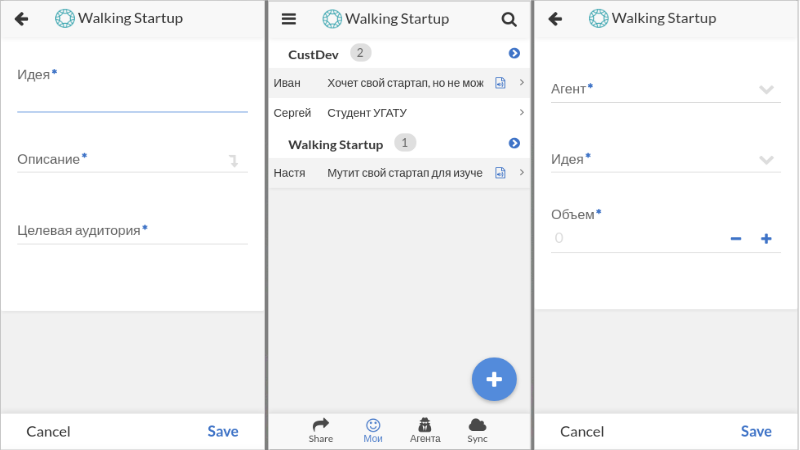 Walking Startup
Идея*
Описание*
Целевая аудитория*
Cancel Save
Walking Startup
CustDev 2
Иван Хочет свой стартап, но не мож
Сергей Студент УГАТУ
Walking Startup 1
Настя Мутит свой стартап для изуче
Share Мои Агента Sync
Walking Startup
Агент*
Идея*
Объем*
0
Cancel Save